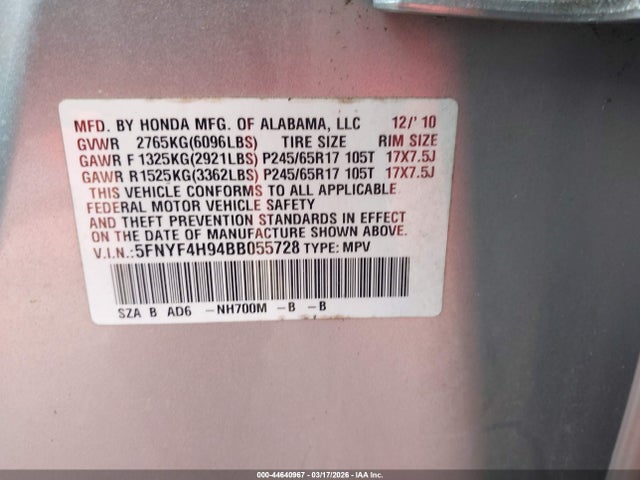 MFD. BY HONDA MFG. OF ALABAMA, LLC 12/' 10
GVWR 2765KG(6096LBS) TIRE SIZE RIM SIZE
GAWR F 1325KG(2921LBS) P245/65R17 105T 17X7.5J
GAWR R1525KG(3362LBS) P245/65R17 105T 17X7.5J
THIS VEHICLE CONFORMS TO ALL APPLICABLE
FEDERAL MOTOR VEHICLE SAFETY
AND THEFT PREVENTION STANDARDS IN EFFECT
ON THE DATE OF MANUFACTURE SHOWN ABOVE.
V.I.N.:5FNYF4H94BB055728 TYPE: MPV
SZA B AD6 -NH700M -B -B
000-44640967 - 03/17/2026 - IAA Inc.